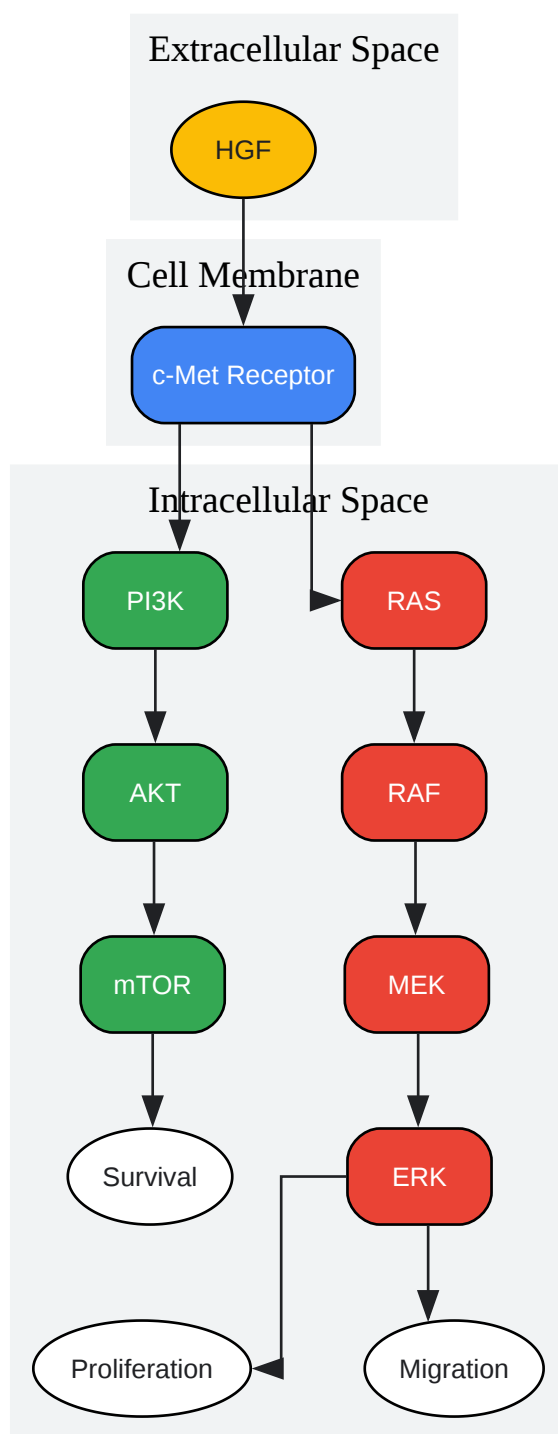 Extracellular Space
HGF
Cell Membrane
c-Met Receptor
Intracellular Space
PI3K
RAS
AKT
RAF
mTOR
MEK
Survival
ERK
Proliferation
Migration